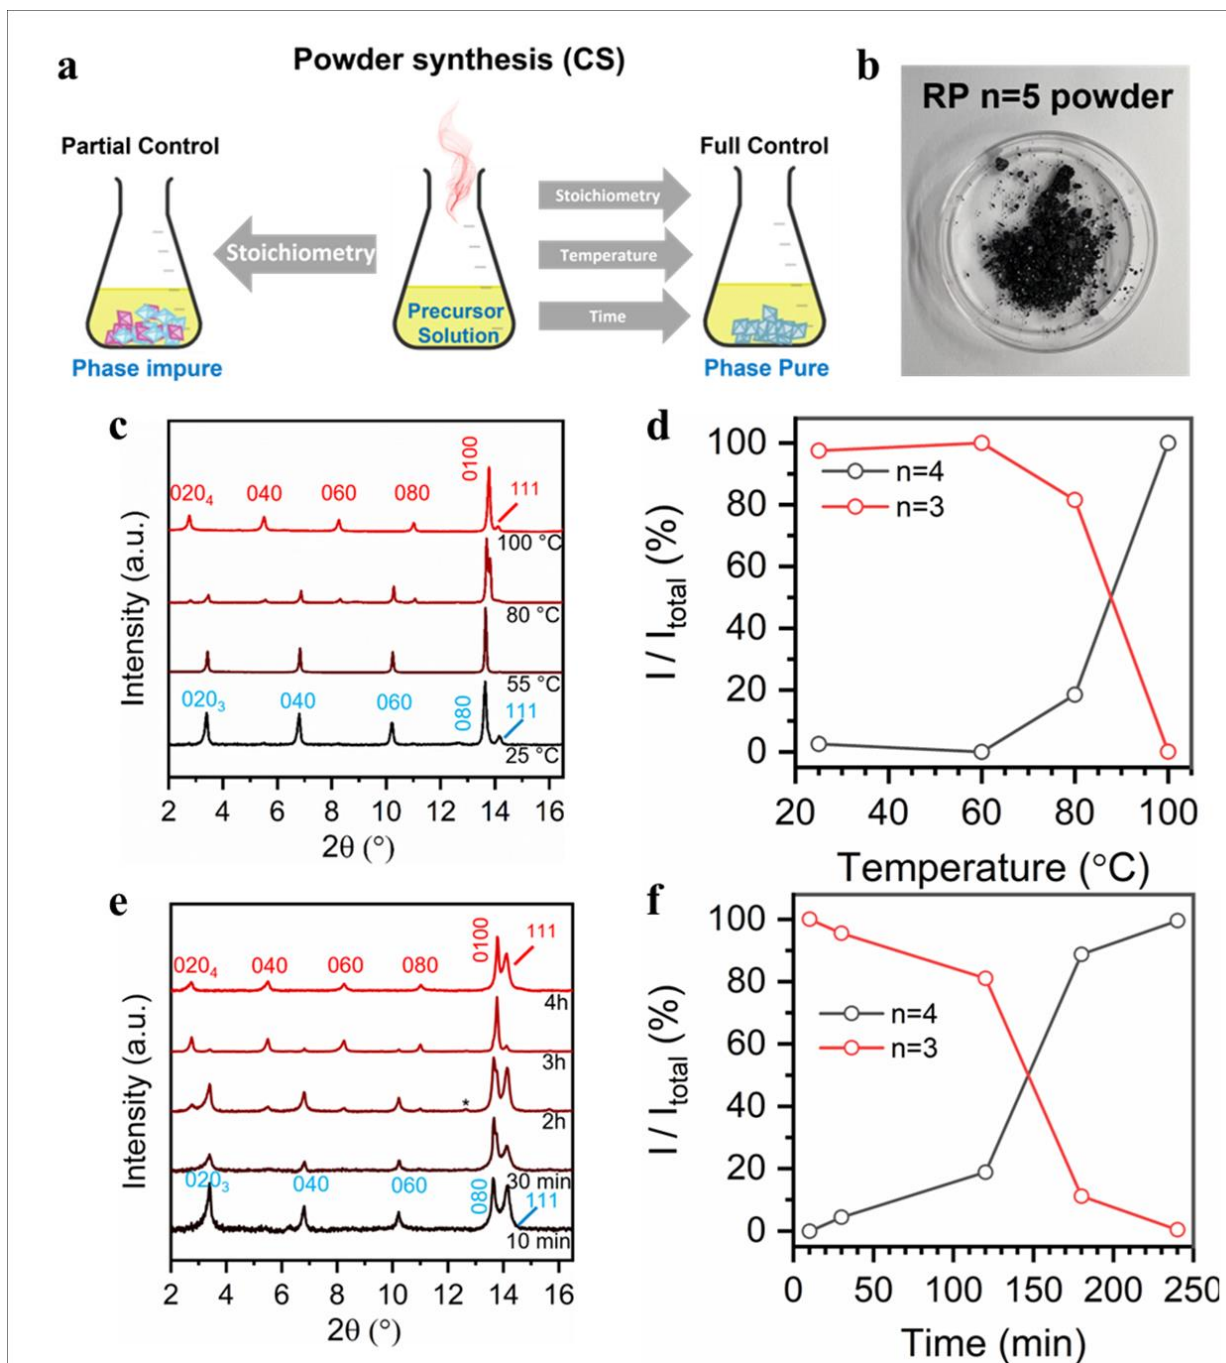 a
Powder synthesis (CS)
b
RP n=5 powder
Partial Control
Full Control
Stoichiometry
Stoichiometry
Temperature
Time
Precursor
Solution
Phase impure
Phase Pure
c
Intensity (a.u.)
020₄ 040 060 080 0100 111
100 °C
80 °C
55 °C
020₃ 040 060 080 111
25 °C
2 4 6 8 10 12 14 16
2θ (°)
d
I / I_total (%)
100
80
60
40
20
0
n=4
n=3
20 40 60 80 100
Temperature (°C)
e
Intensity (a.u.)
020₄ 040 060 080 0100 111
4h
3h
*
2h
30 min
020₃ 040 060 080 111
10 min
2 4 6 8 10 12 14 16
2θ (°)
f
I / I_total (%)
100
80
60
40
20
0
n=4
n=3
0 50 100 150 200 250
Time (min)